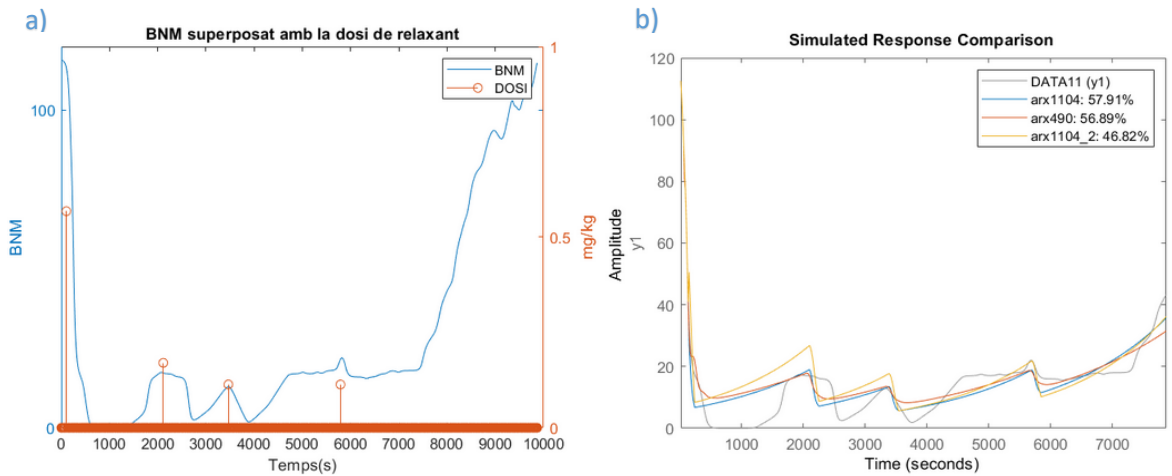 a)
BNM superposat amb la dosi de relaxant
BNM
DOSI
100
0
BNM
1
0.5
0
mg/kg
0 1000 2000 3000 4000 5000 6000 7000 8000 9000 10000
Temps(s)
b)
Simulated Response Comparison
DATA11 (y1)
arx1104: 57.91%
arx490: 56.89%
arx1104_2: 46.82%
120
100
80
60
40
20
0
Amplitude
y1
1000 2000 3000 4000 5000 6000 7000
Time (seconds)